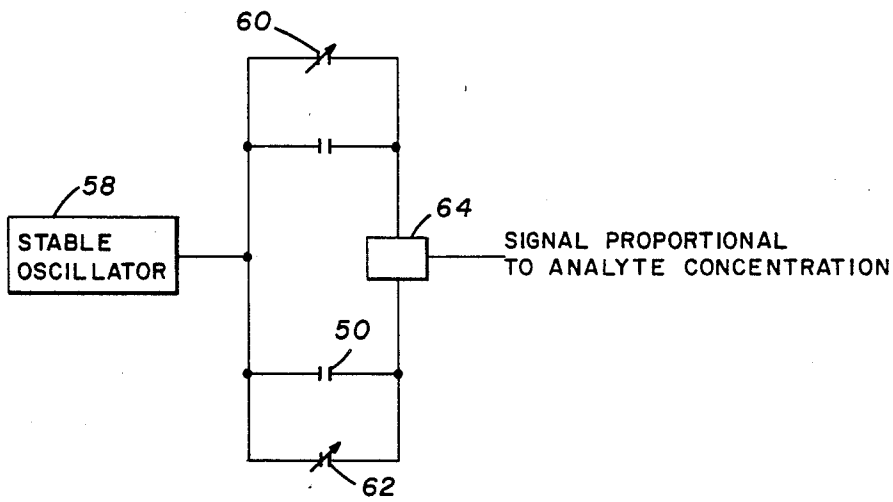 60
58
STABLE
OSCILLATOR
64
SIGNAL PROPORTIONAL
TO ANALYTE CONCENTRATION
50
62